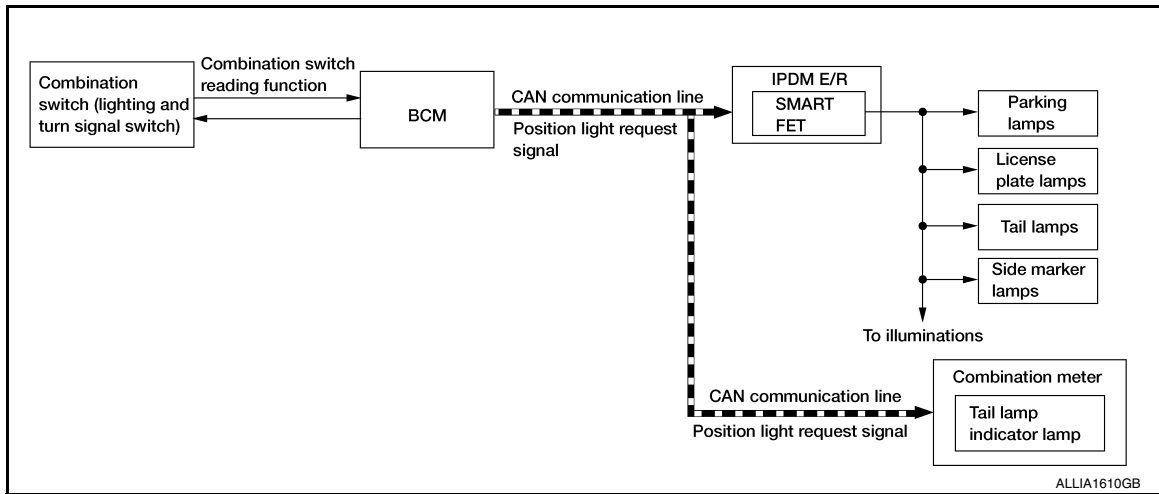 Combination
switch (lighting and
turn signal switch)
Combination switch
reading function
BCM
CAN communication line
Position light request
signal
IPDM E/R
SMART
FET
Parking
lamps
License
plate lamps
Tail lamps
Side marker
lamps
To illuminations
CAN communication line
Position light request signal
Combination meter
Tail lamp
indicator lamp
ALLIA1610GB